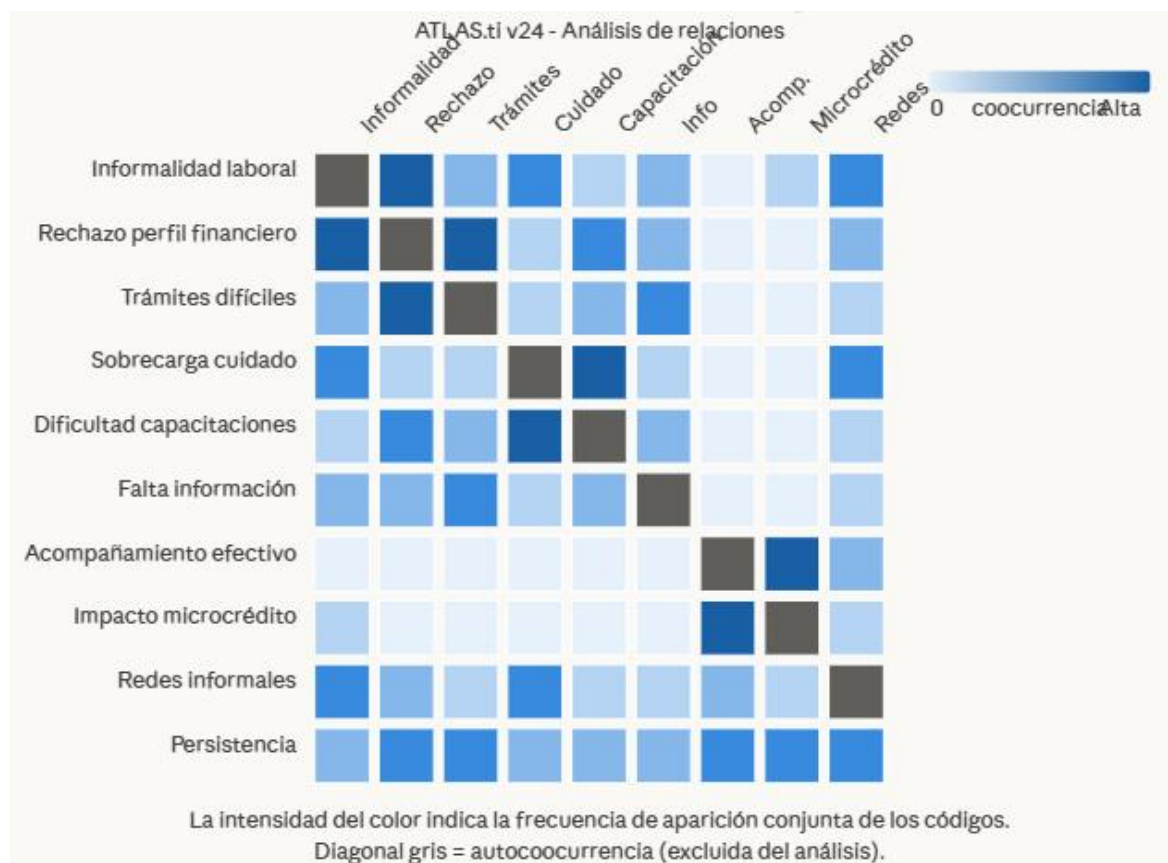 ATLAS.ti v24 - Análisis de relaciones
Informalidad
Rechazo
Trámites
Cuidado
Capacitación
Info
Acomp.
Microcrédito
Redes
0 coocurrencia Alta
Informalidad laboral
Rechazo perfil financiero
Trámites difíciles
Sobrecarga cuidado
Dificultad capacitaciones
Falta información
Acompañamiento efectivo
Impacto microcrédito
Redes informales
Persistencia
La intensidad del color indica la frecuencia de aparición conjunta de los códigos.
Diagonal gris = autocoocurrencia (excluida del análisis).